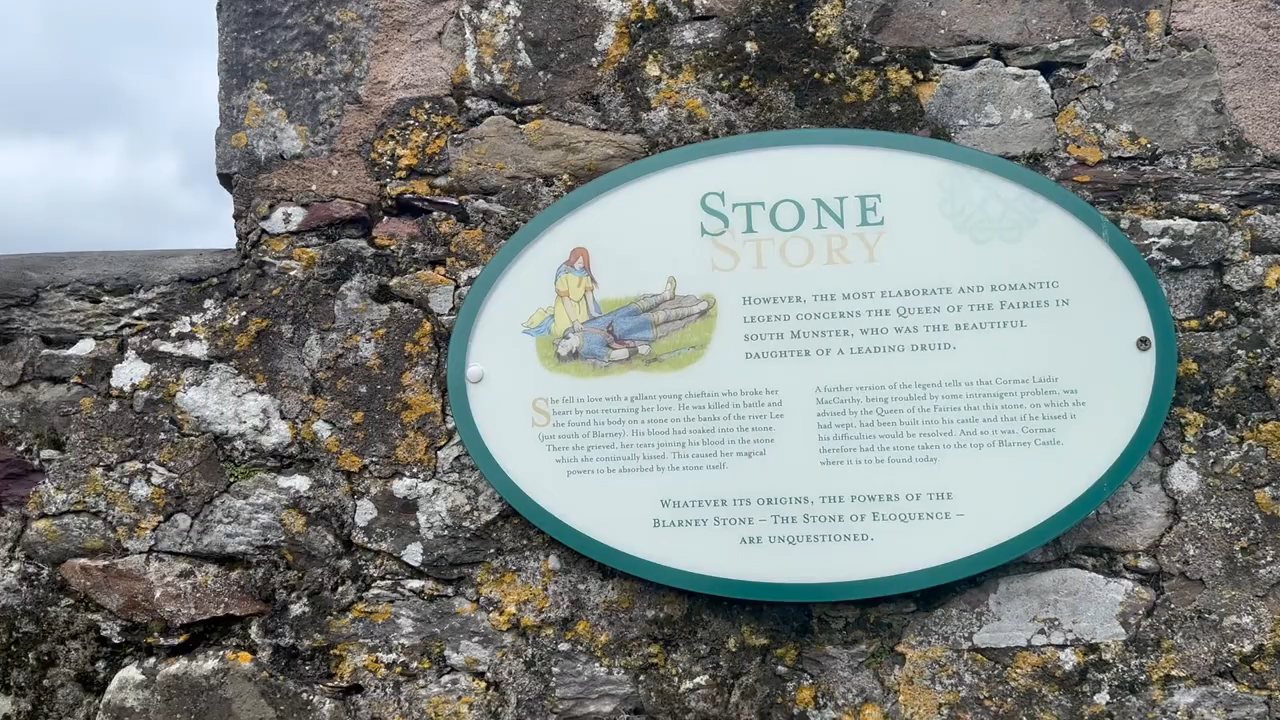 STONE
STORY
HOWEVER, THE MOST ELABORATE AND ROMANTIC
LEGEND CONCERNS THE QUEEN OF THE FAIRIES IN
SOUTH MUNSTER, WHO WAS THE BEAUTIFUL
DAUGHTER OF A LEADING DRUID.
She fell in love with a gallant young chieftain who broke her
heart by not returning her love. He was killed in battle and
she found his body on a stone on the banks of the river Lee
(just south of Blarney). His blood had soaked into the stone.
There she grieved, her tears joining his blood in the stone
which she continually kissed. This caused her magical
powers to be absorbed by the stone itself.
A further version of the legend tells us that Cormac Láidir
MacCarthy, being troubled by some intransigent problem, was
advised by the Queen of the Fairies that this stone, on which she
had wept, had been built into his castle and that if he kissed it
his difficulties would be resolved. And so it was. Cormac
therefore had the stone taken to the top of Blarney Castle,
where it is to be found today.
WHATEVER ITS ORIGINS, THE POWERS OF THE
BLARNEY STONE – THE STONE OF ELOQUENCE –
ARE UNQUESTIONED.